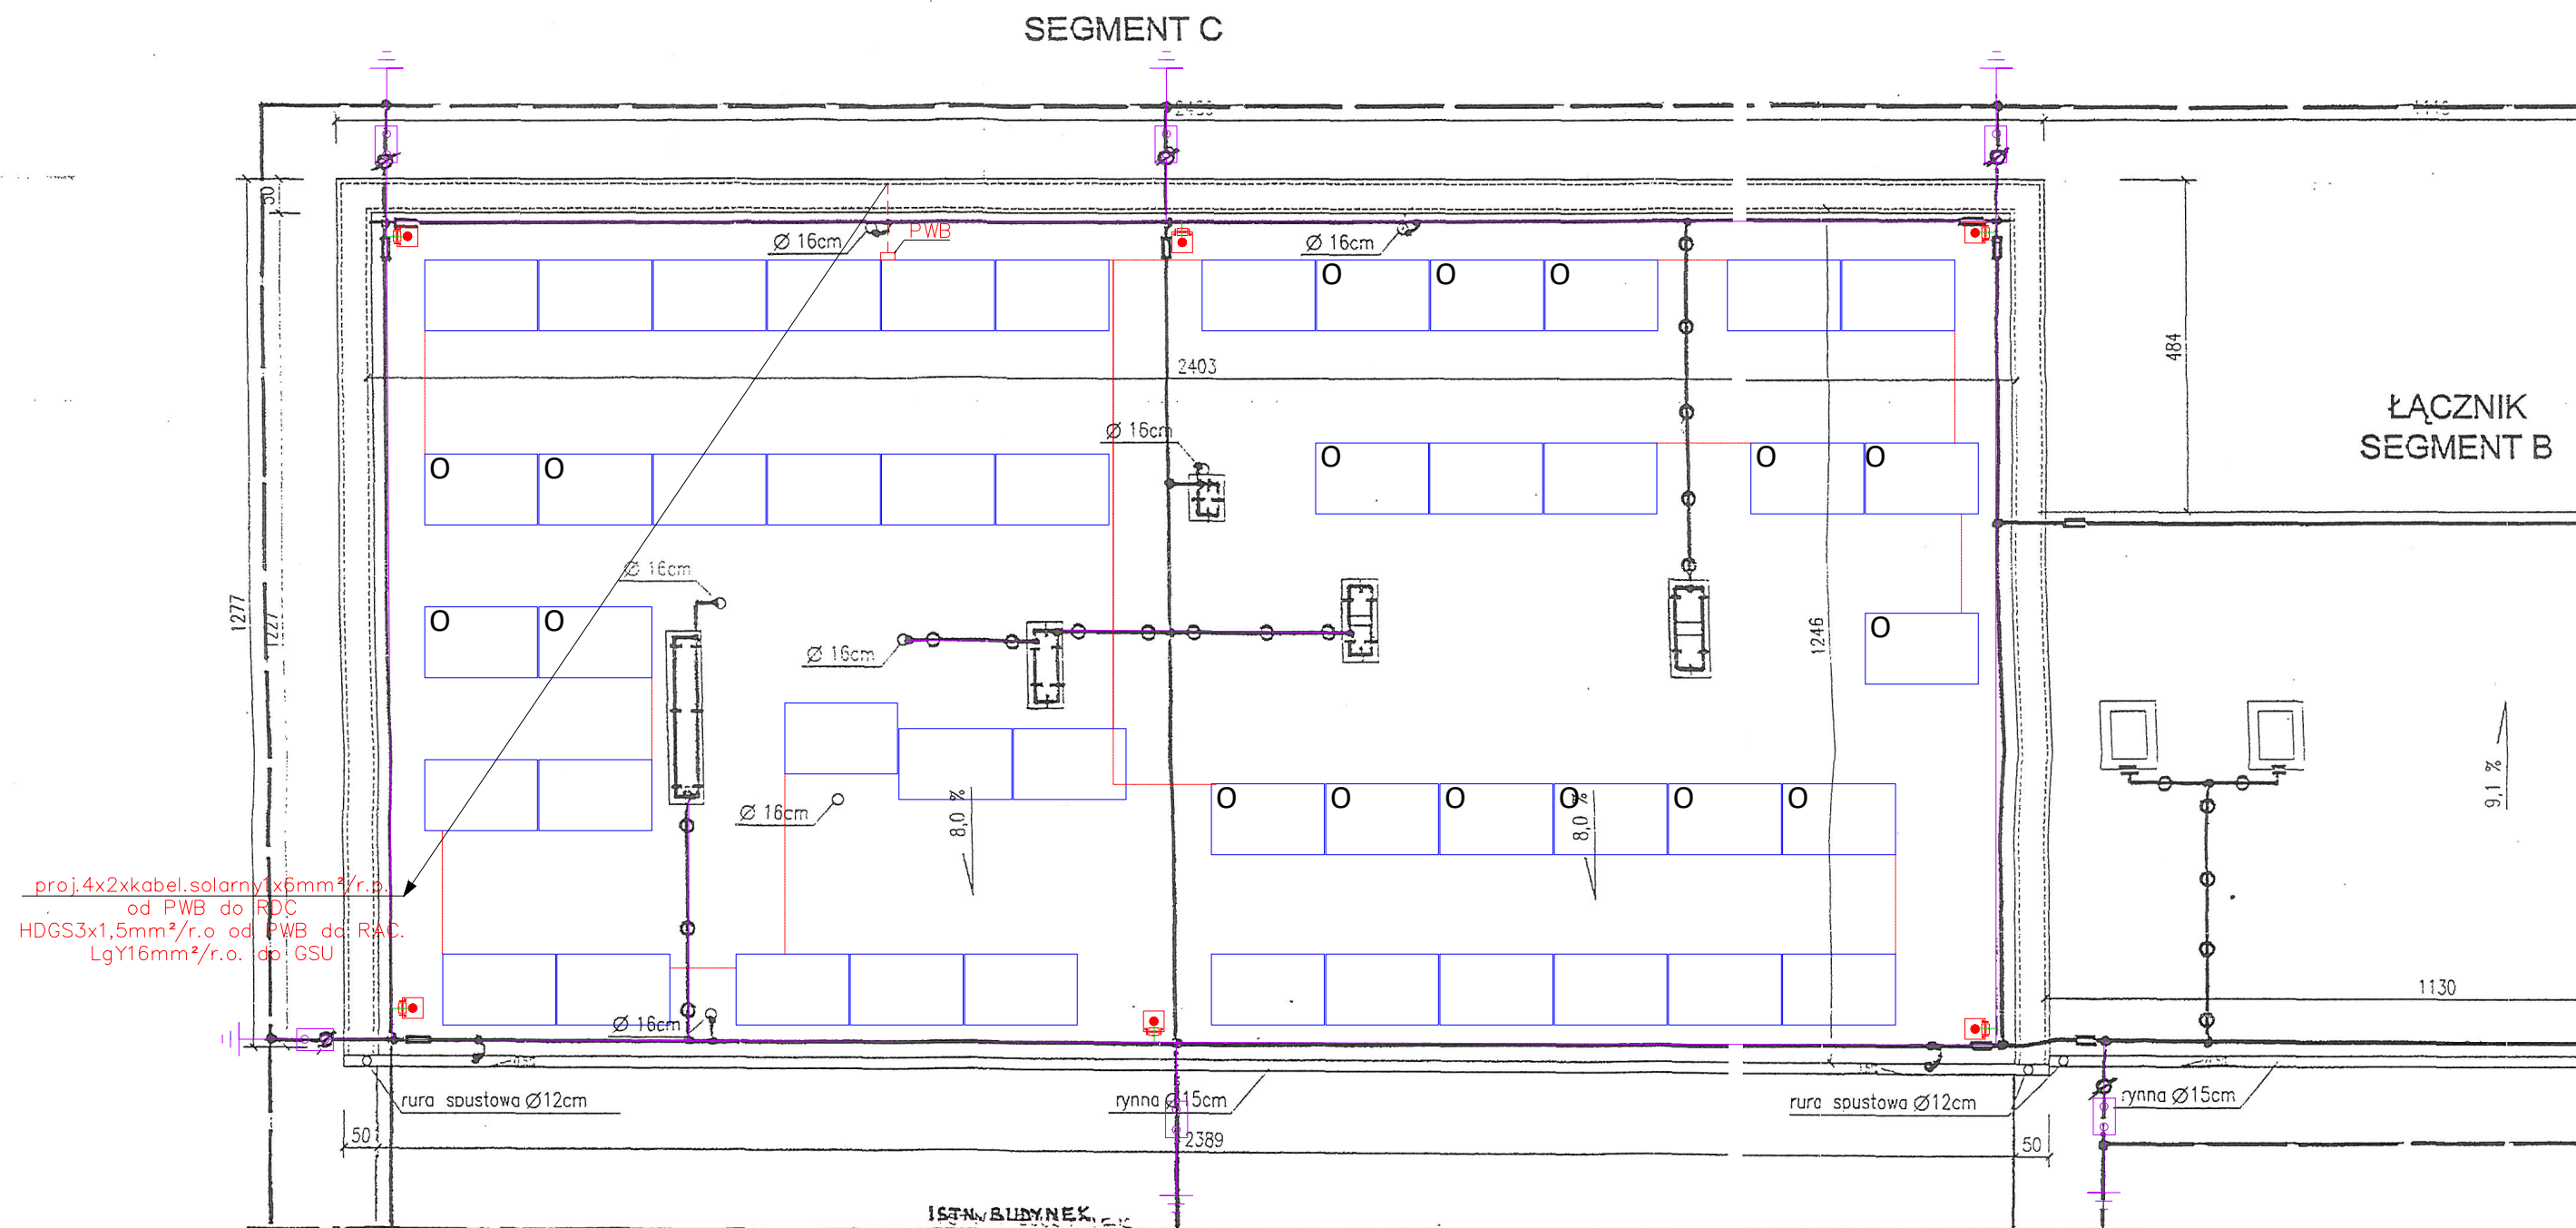 SEGMENT C
50
Ø 16cm
PWB
Ø 16cm
2403
484
Ø 16cm
ŁĄCZNIK
SEGMENT B
O O O
O O
O O O
Ø 16cm
1277
1227
O O
O
1246
Ø 16cm
Ø 16cm
8,0 %
O O O O O O
8,0 %
9,1 %
proj.4x2xkabel.solarny1x6mm²/r.o.
od PWB do RDC
HDGS3x1,5mm²/r.o od PWB do RAC.
LgY16mm²/r.o. do GSU
1130
Ø 16cm
rura spustowa Ø12cm
rynna Ø15cm
rura spustowa Ø12cm
rynna Ø15cm
50
2389
50
ISTN. BUDYNEK